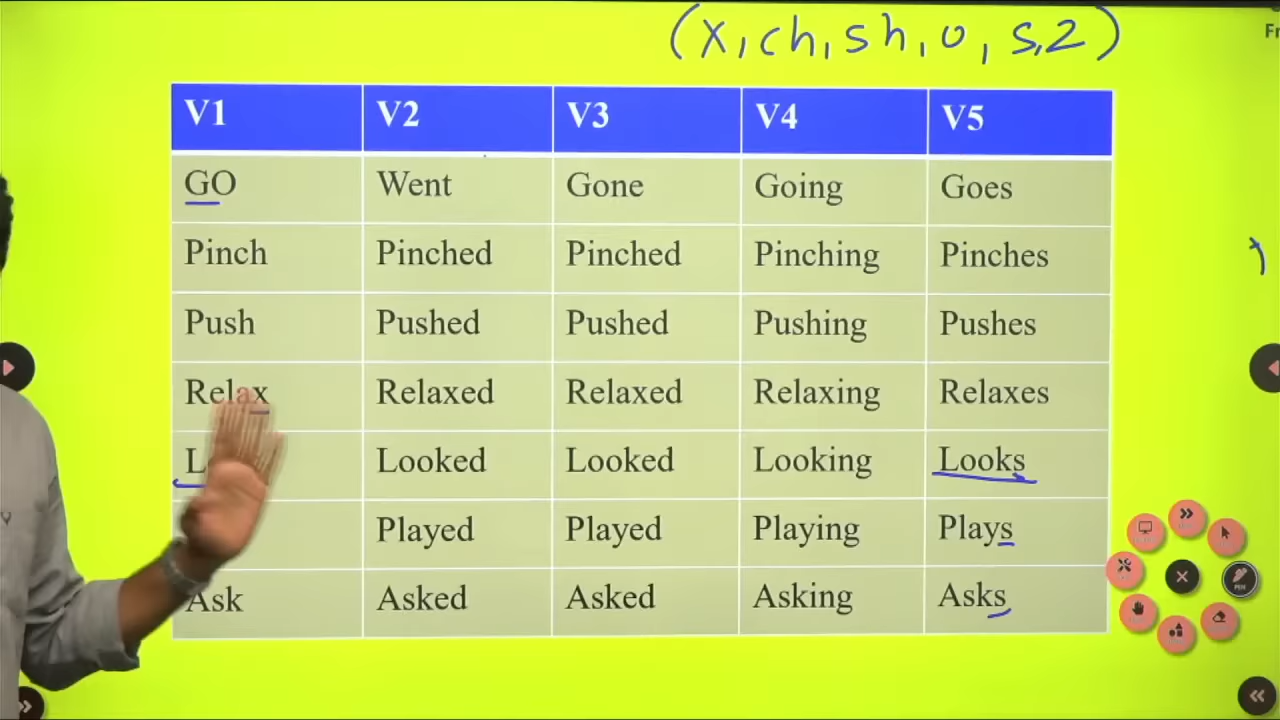 (x, ch, sh, o, s, z)
Fr
V1 V2 V3 V4 V5
GO Went Gone Going Goes
Pinch Pinched Pinched Pinching Pinches
Push Pushed Pushed Pushing Pushes
Relax Relaxed Relaxed Relaxing Relaxes
L Looked Looked Looking Looks
Played Played Playing Plays
Ask Asked Asked Asking Asks
PEN